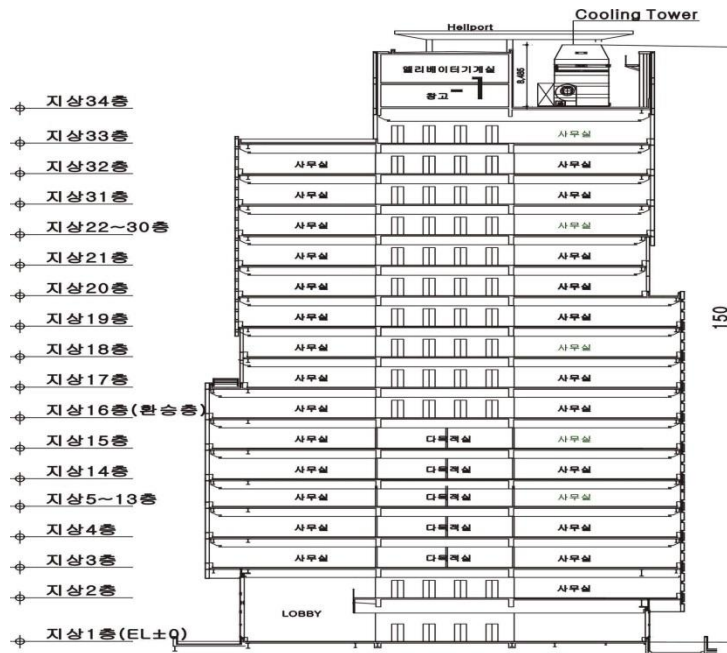 Cooling Tower
Heliport
엘리베이터기계실
8,485
창고
지상34층
지상33층 사무실
지상32층 사무실 사무실
지상31층 사무실 사무실
지상22~30층 사무실 사무실
지상21층 사무실 사무실
지상20층 사무실 사무실
지상19층 사무실 사무실 150
지상18층 사무실 사무실
지상17층 사무실 사무실
지상16층(환승층) 사무실 사무실
지상15층 사무실 다목적실 사무실
지상14층 사무실 다목적실 사무실
지상5~13층 사무실 다목적실 사무실
지상4층 사무실 다목적실 사무실
지상3층 사무실 다목적실 사무실
지상2층 사무실
LOBBY
지상1층(EL±0)